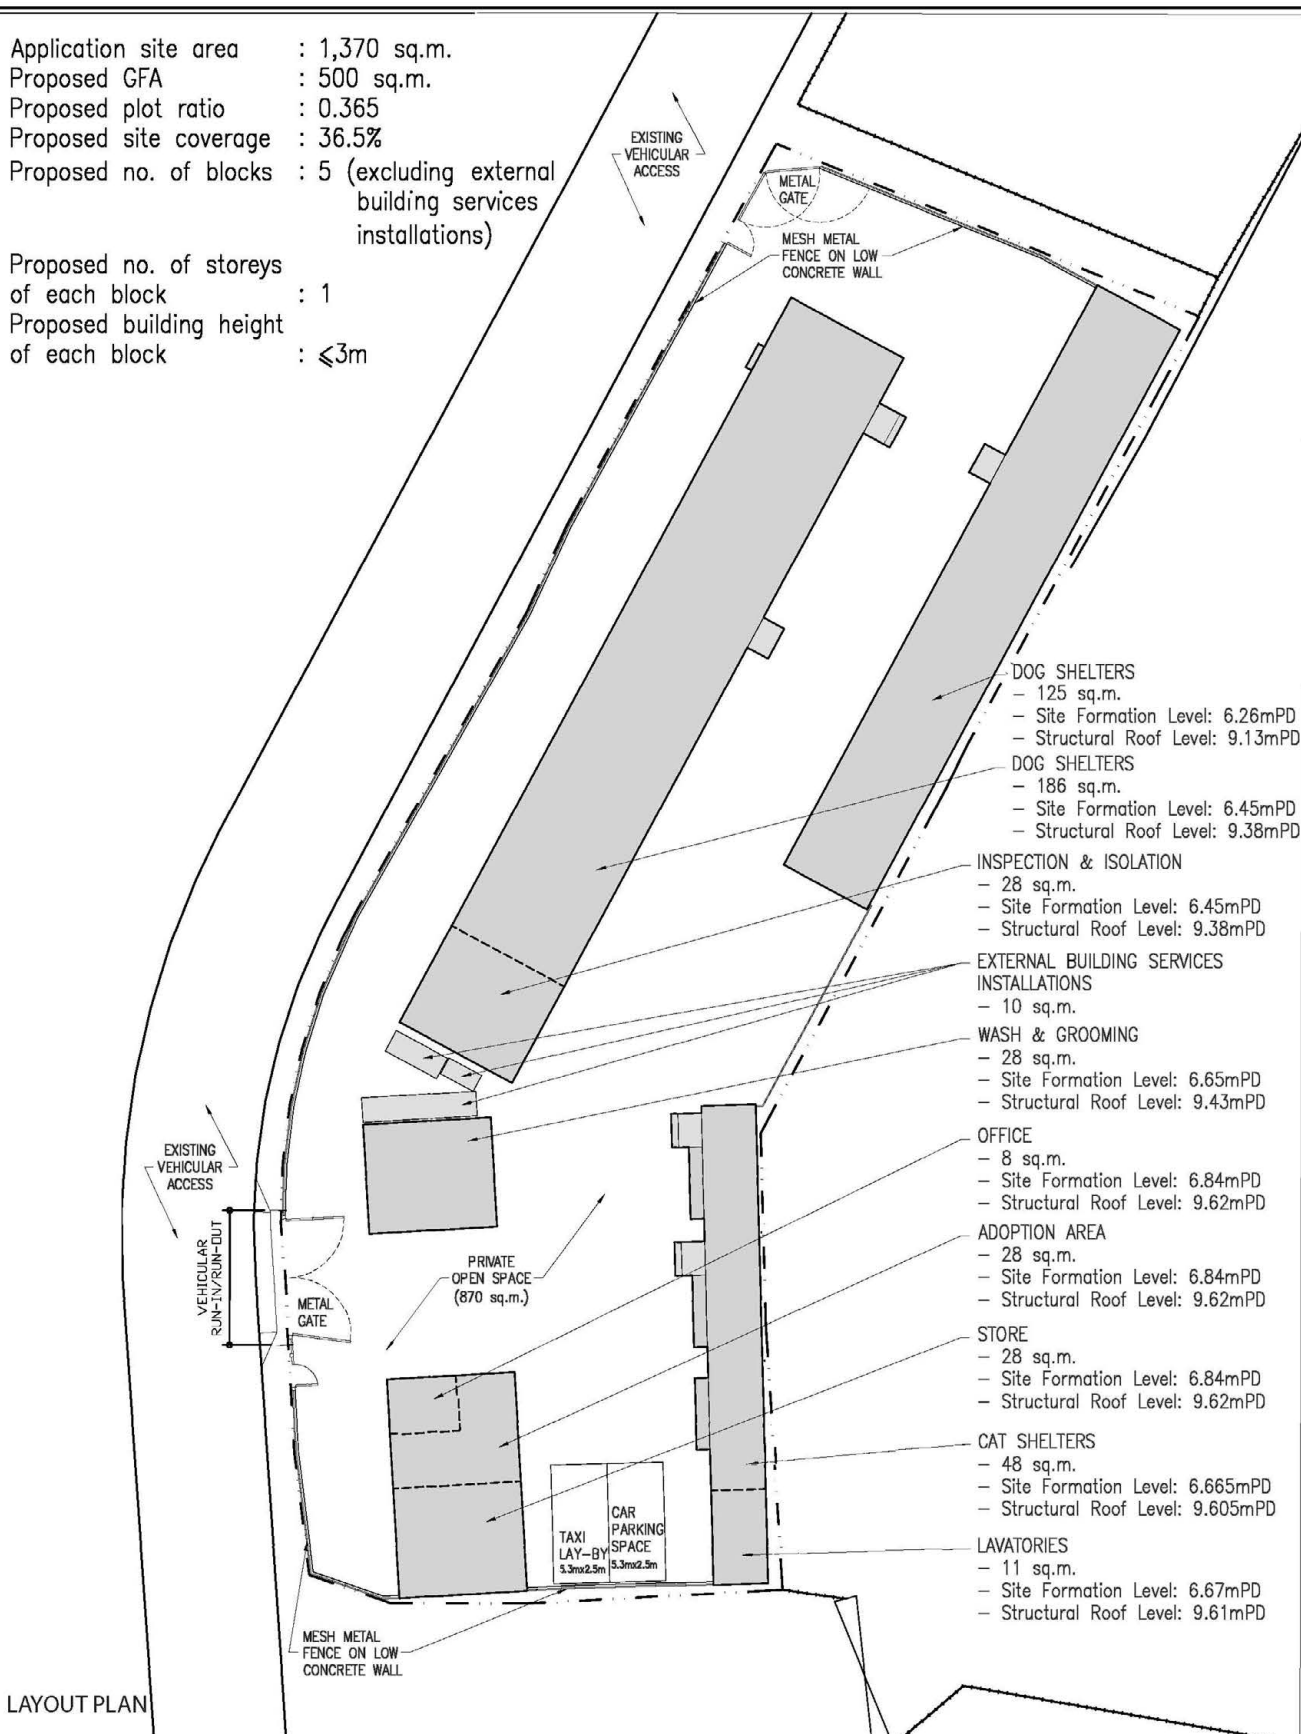 Application site area : 1,370 sq.m.
Proposed GFA : 500 sq.m.
Proposed plot ratio : 0.365
Proposed site coverage : 36.5%
Proposed no. of blocks : 5 (excluding external
building services
installations)
Proposed no. of storeys
of each block : 1
Proposed building height
of each block : ⩽3m
EXISTING
VEHICULAR
ACCESS
METAL
GATE
MESH METAL
FENCE ON LOW
CONCRETE WALL
DOG SHELTERS
- 125 sq.m.
- Site Formation Level: 6.26mPD
- Structural Roof Level: 9.13mPD
DOG SHELTERS
- 186 sq.m.
- Site Formation Level: 6.45mPD
- Structural Roof Level: 9.38mPD
INSPECTION & ISOLATION
- 28 sq.m.
- Site Formation Level: 6.45mPD
- Structural Roof Level: 9.38mPD
EXTERNAL BUILDING SERVICES
INSTALLATIONS
- 10 sq.m.
WASH & GROOMING
- 28 sq.m.
- Site Formation Level: 6.65mPD
- Structural Roof Level: 9.43mPD
OFFICE
- 8 sq.m.
- Site Formation Level: 6.84mPD
- Structural Roof Level: 9.62mPD
ADOPTION AREA
- 28 sq.m.
- Site Formation Level: 6.84mPD
- Structural Roof Level: 9.62mPD
STORE
- 28 sq.m.
- Site Formation Level: 6.84mPD
- Structural Roof Level: 9.62mPD
CAT SHELTERS
- 48 sq.m.
- Site Formation Level: 6.665mPD
- Structural Roof Level: 9.605mPD
LAVATORIES
- 11 sq.m.
- Site Formation Level: 6.67mPD
- Structural Roof Level: 9.61mPD
EXISTING
VEHICULAR
ACCESS
VEHICULAR
RUN-IN/RUN-OUT
METAL
GATE
PRIVATE
OPEN SPACE
(870 sq.m.)
TAXI
LAY-BY
5.3mx2.5m
CAR
PARKING
SPACE
5.3mx2.5m
MESH METAL
FENCE ON LOW
CONCRETE WALL
LAYOUT PLAN